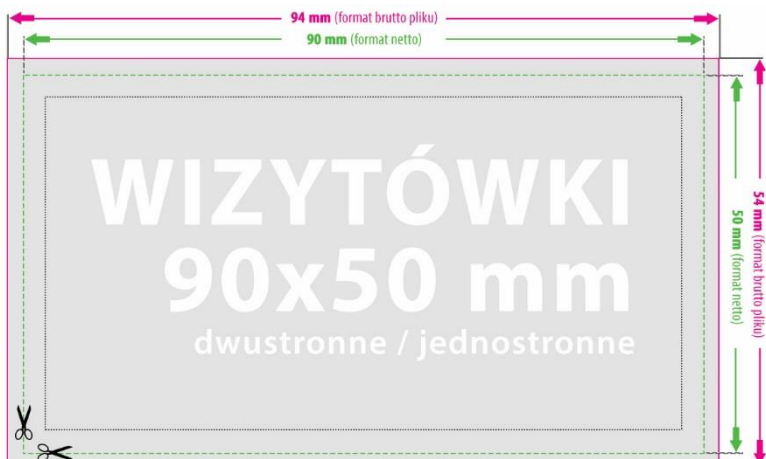 94 mm (format brutto pliku)
90 mm (format netto)
WIZYTÓWKI
90x50 mm
dwustronne / jednostronne
50 mm (format netto)
54 mm (format brutto pliku)